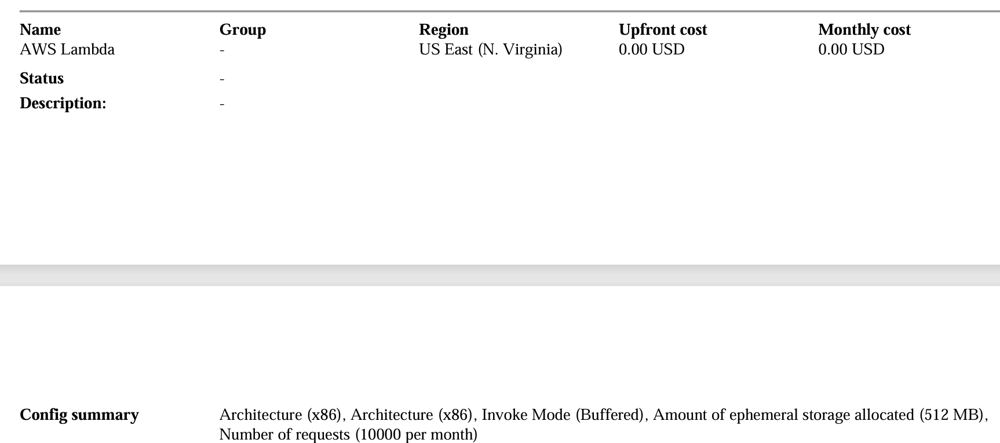 Name Group Region Upfront cost Monthly cost
AWS Lambda - US East (N. Virginia) 0.00 USD 0.00 USD
Status -
Description: -
Config summary Architecture (x86), Architecture (x86), Invoke Mode (Buffered), Amount of ephemeral storage allocated (512 MB),
Number of requests (10000 per month)